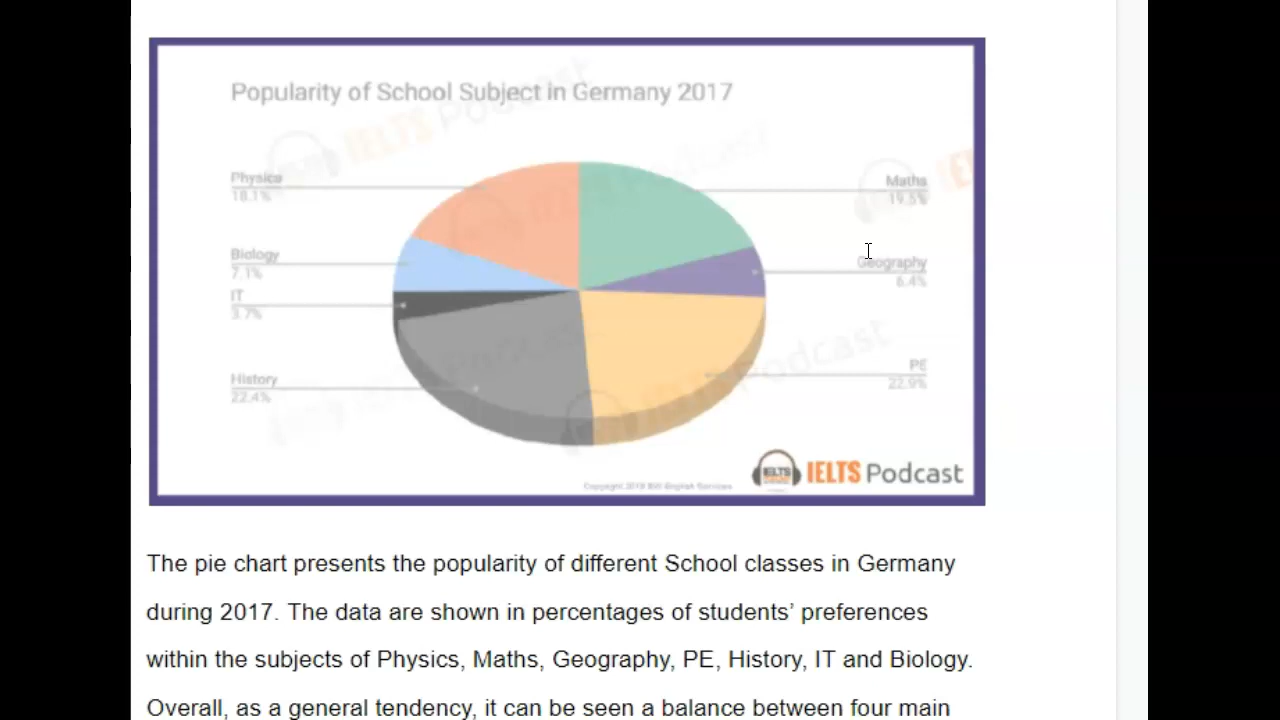 Popularity of School Subject in Germany 2017
Physics
18.1%
Maths
19.5%
Biology
7.1%
Geography
6.4%
IT
3.7%
History
22.4%
PE
22.9%
IELTS Podcast
The pie chart presents the popularity of different School classes in Germany
during 2017. The data are shown in percentages of students’ preferences
within the subjects of Physics, Maths, Geography, PE, History, IT and Biology.
Overall, as a general tendency, it can be seen a balance between four main